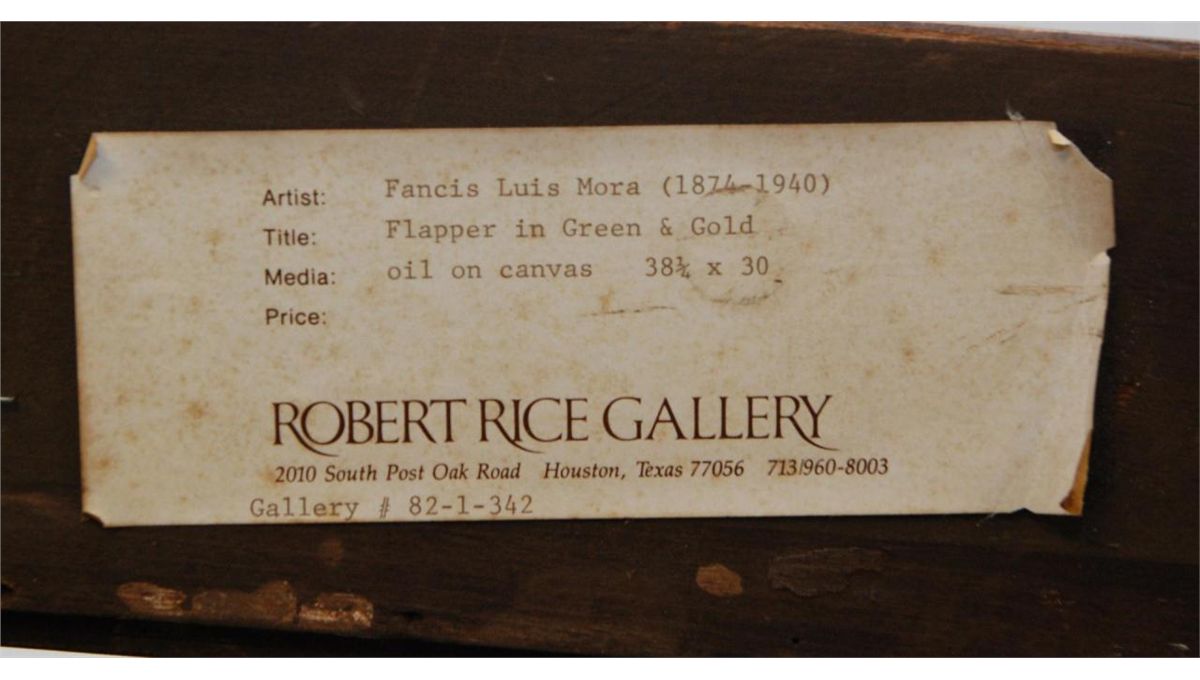 Artist: Fancis Luis Mora (1874-1940)
Title: Flapper in Green & Gold
Media: oil on canvas 38½ x 30
Price:
ROBERT RICE GALLERY
2010 South Post Oak Road Houston, Texas 77056 713/960-8003
Gallery # 82-1-342